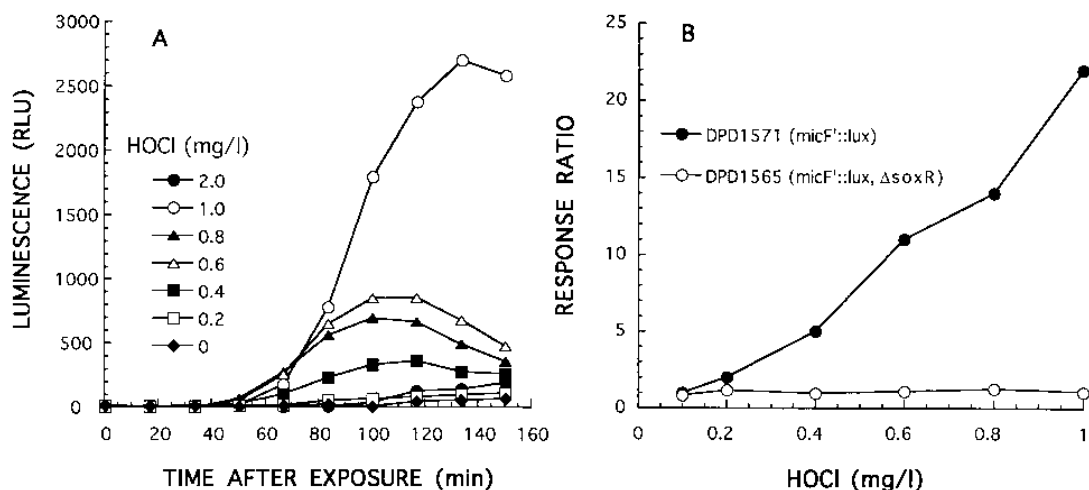 A
LUMINESCENCE (RLU)
3000
2500
2000
1500
1000
500
0
HOCl (mg/l)
2.0
1.0
0.8
0.6
0.4
0.2
0
0 20 40 60 80 100 120 140 160
TIME AFTER EXPOSURE (min)
B
RESPONSE RATIO
25
20
15
10
5
0
DPD1571 (micF'::lux)
DPD1565 (micF'::lux, ΔsoxR)
0 0.2 0.4 0.6 0.8 1
HOCl (mg/l)